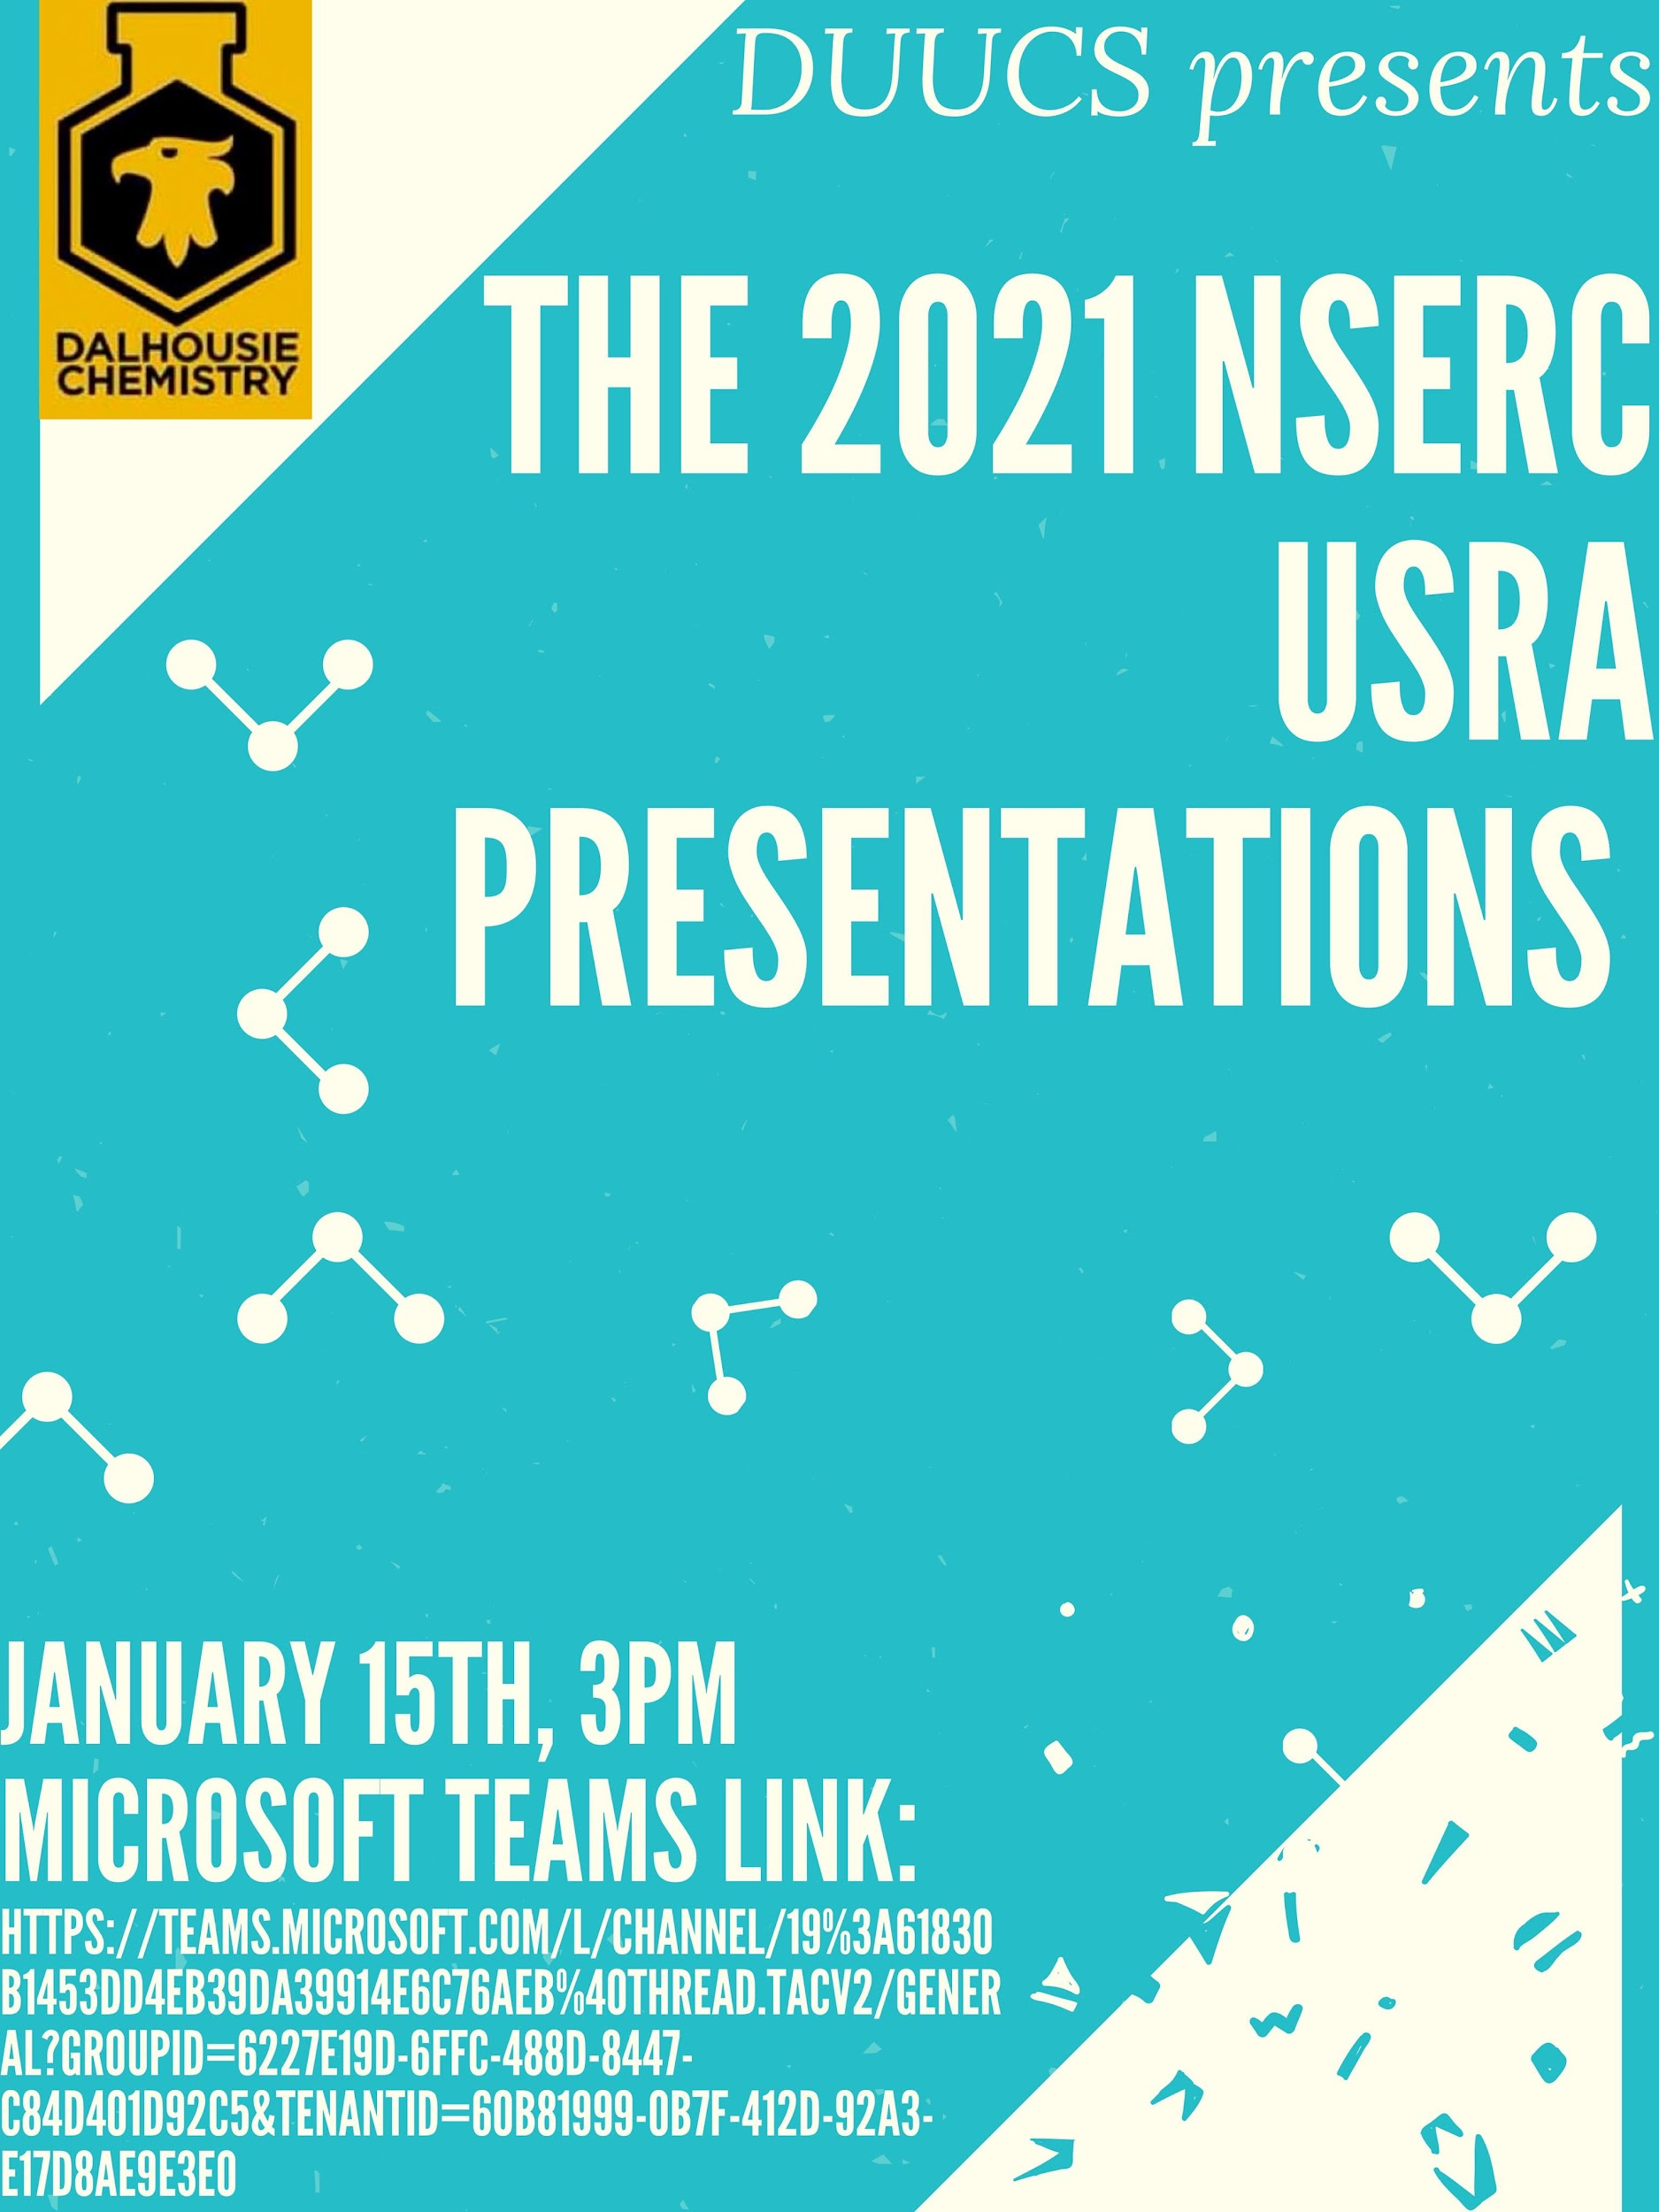 DALHOUSIE
CHEMISTRY
DUUCS presents
THE 2021 NSERC
USRA
PRESENTATIONS
JANUARY 15TH, 3PM
MICROSOFT TEAMS LINK:
HTTPS://TEAMS.MICROSOFT.COM/L/CHANNEL/19%3A61830
B1453DD4EB39DA39914E6C76AEB%40THREAD.TACV2/GENER
AL?GROUPID=6227E19D-6FFC-488D-8447-
C84D401D92C5&TENANTID=60B81999-0B7F-412D-92A3-
E17D8AE9E3E0